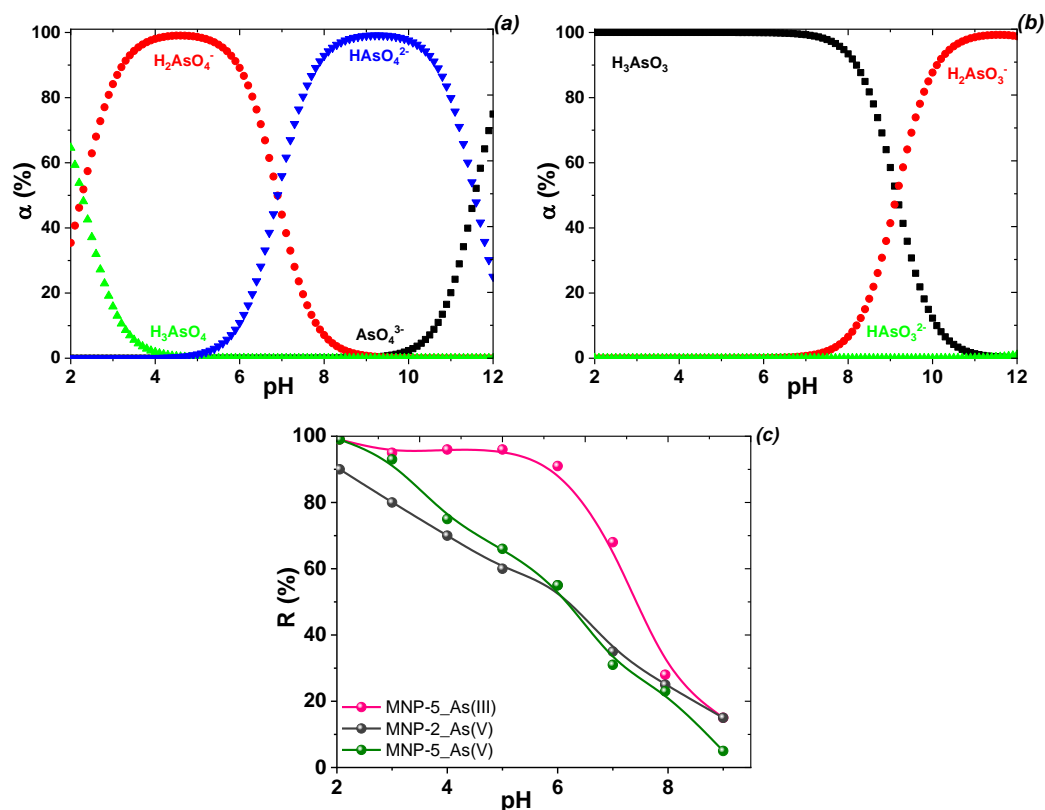 (a)
100
80
60
40
20
0
α (%)
H₂AsO₄⁻
HAsO₄²⁻
H₃AsO₄
AsO₄³⁻
2 4 6 8 10 12
pH
(b)
100
80
60
40
20
0
α (%)
H₃AsO₃
H₂AsO₃⁻
HAsO₃²⁻
2 4 6 8 10 12
pH
(c)
100
80
60
40
20
0
R (%)
MNP-5_As(III)
MNP-2_As(V)
MNP-5_As(V)
2 4 6 8
pH